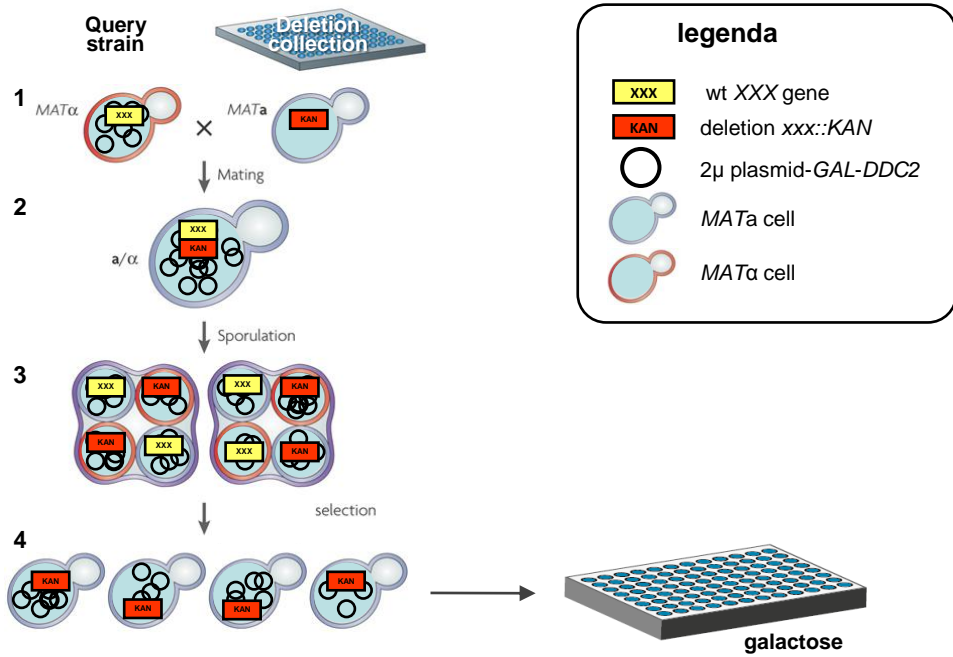 Query
strain
Deletion
collection
legenda
XXX wt XXX gene
KAN deletion xxx::KAN
2µ plasmid-GAL-DDC2
MATa cell
MATα cell
1
MATα
XXX
×
MATa
KAN
Mating
2
XXX
KAN
a/α
Sporulation
3
XXX KAN XXX KAN
KAN XXX XXX KAN
selection
4
KAN KAN KAN KAN
galactose